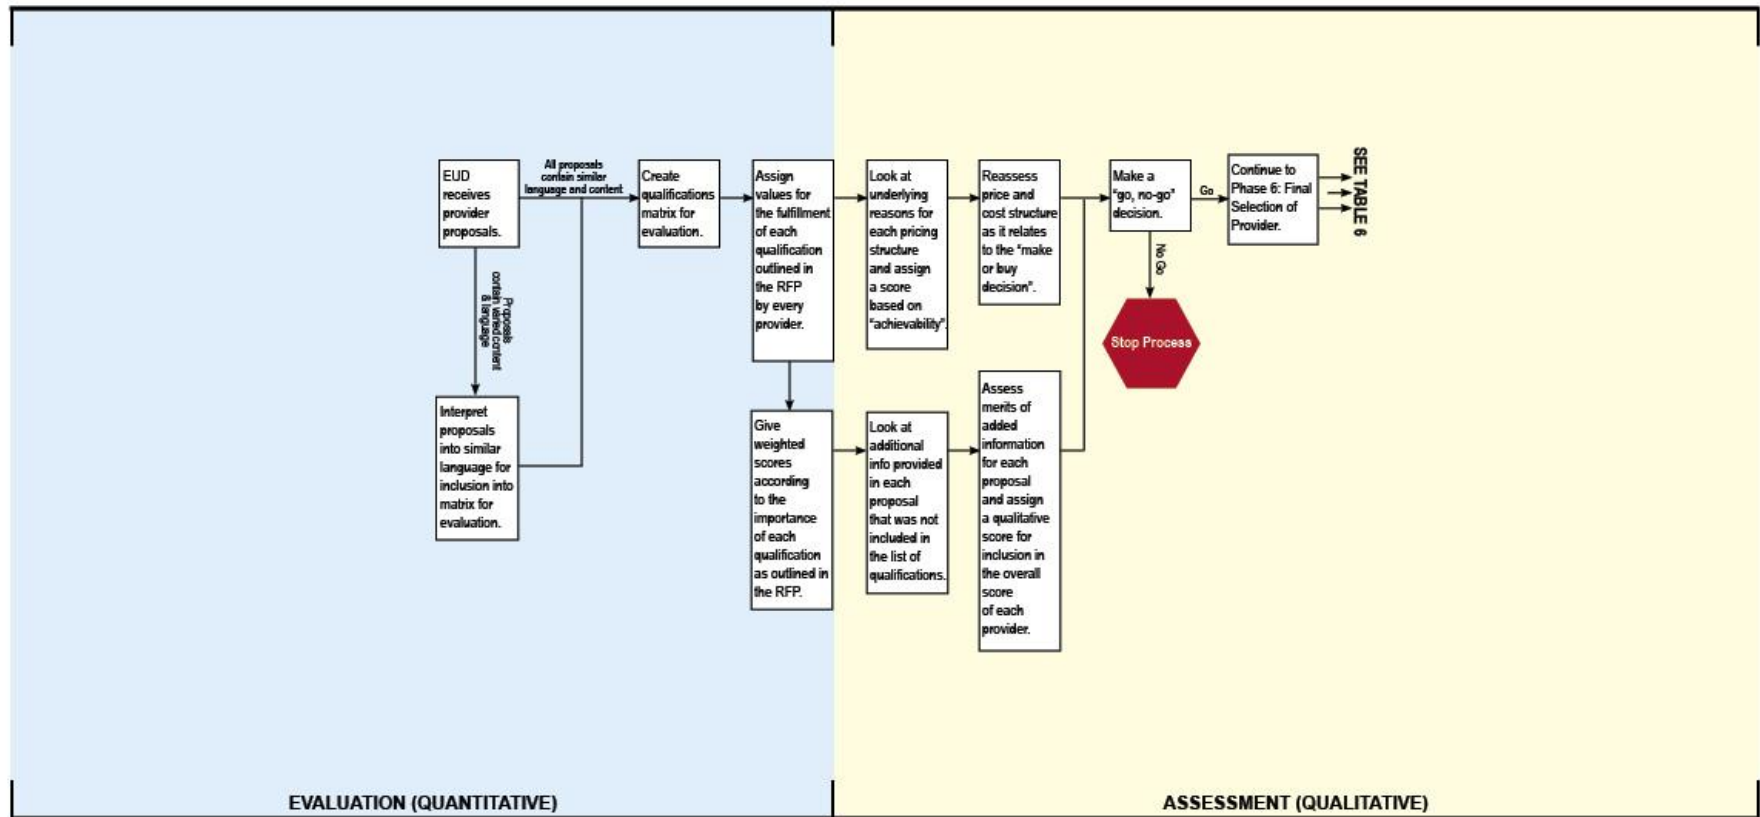 EUD
receives
provider
proposals.
All proposals
contain similar
language and content
Proposals
contain varied content
& language
Interpret
proposals
into similar
language for
inclusion into
matrix for
evaluation.
Create
qualifications
matrix for
evaluation.
Assign
values for
the fulfillment
of each
qualification
outlined in
the RFP
by every
provider.
Give
weighted
scores
according
to the
importance
of each
qualification
as outlined in
the RFP.
Look at
underlying
reasons for
each pricing
structure
and assign
a score
based on
"achievability".
Look at
additional
info provided
in each
proposal
that was not
included in
the list of
qualifications.
Reassess
price and
cost structure
as it relates
to the "make
or buy
decision".
Assess
merits of
added
information
for each
proposal
and assign
a qualitative
score for
inclusion in
the overall
score
of each
provider.
Make a
"go, no-go"
decision.
Go
No Go
Stop Process
Continue to
Phase 6: Final
Selection of
Provider.
SEE TABLE 6
EVALUATION (QUANTITATIVE)
ASSESSMENT (QUALITATIVE)